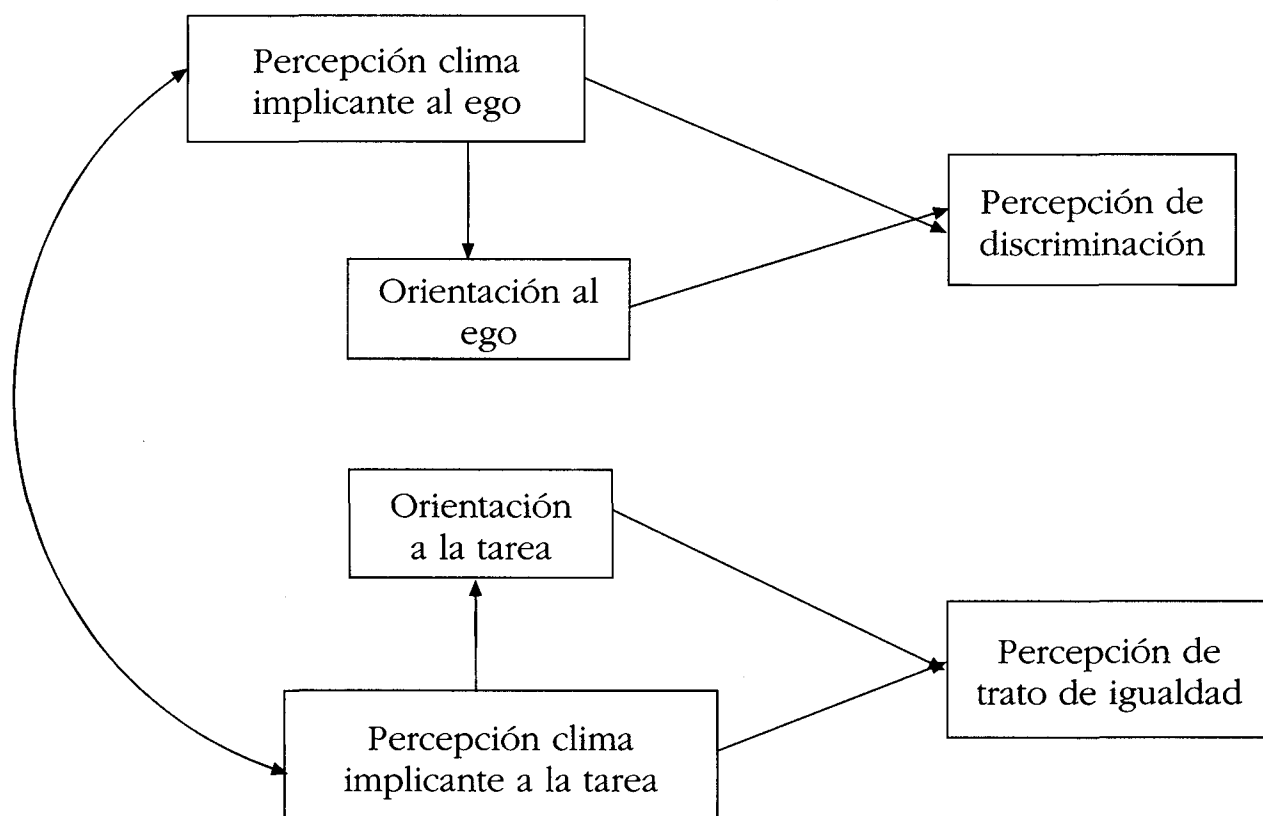 Percepción clima
implicante al ego
Percepción de
discriminación
Orientación al
ego
Orientación
a la tarea
Percepción de
trato de igualdad
Percepción clima
implicante a la tarea